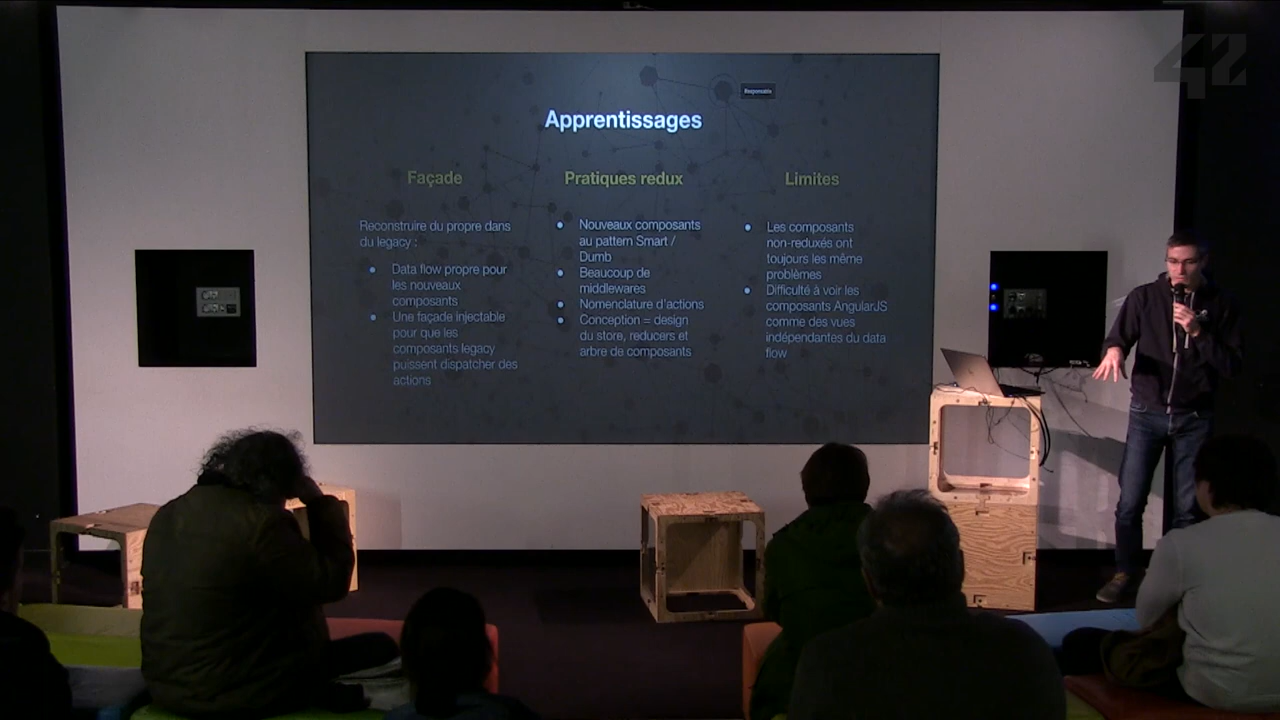 42
Responsive
Apprentissages
Façade
Reconstruire du propre dans
du legacy :
● Data flow propre pour
les nouveaux
composants
● Une façade injectable
pour que les
composants legacy
puissent dispatcher des
actions
Pratiques redux
● Nouveaux composants
au pattern Smart /
Dumb
● Beaucoup de
middlewares
● Nomenclature d'actions
● Conception = design
du store, reducers et
arbre de composants
Limites
● Les composants
non-reduxés ont
toujours les même
problèmes
● Difficulté à voir les
composants AngularJS
comme des vues
indépendantes du data
flow